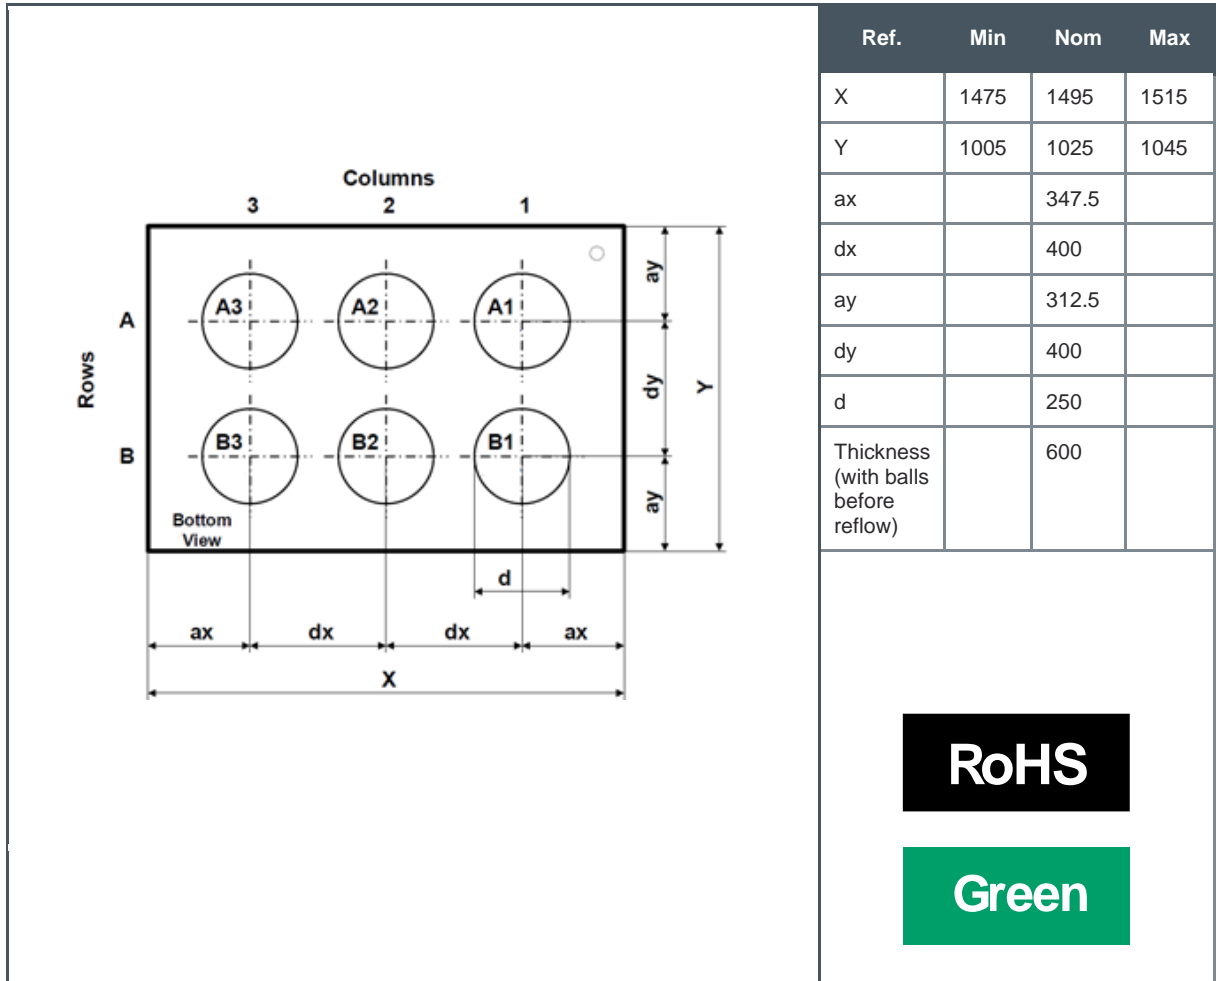 Columns
3 2 1
A
A3 A2 A1
Rows
B
B3 B2 B1
Bottom
View
ay
dy
ay
Y
d
ax dx dx ax
X
Ref. Min Nom Max
X 1475 1495 1515
Y 1005 1025 1045
ax 347.5
dx 400
ay 312.5
dy 400
d 250
Thickness 600
(with balls
before
reflow)
RoHS
Green